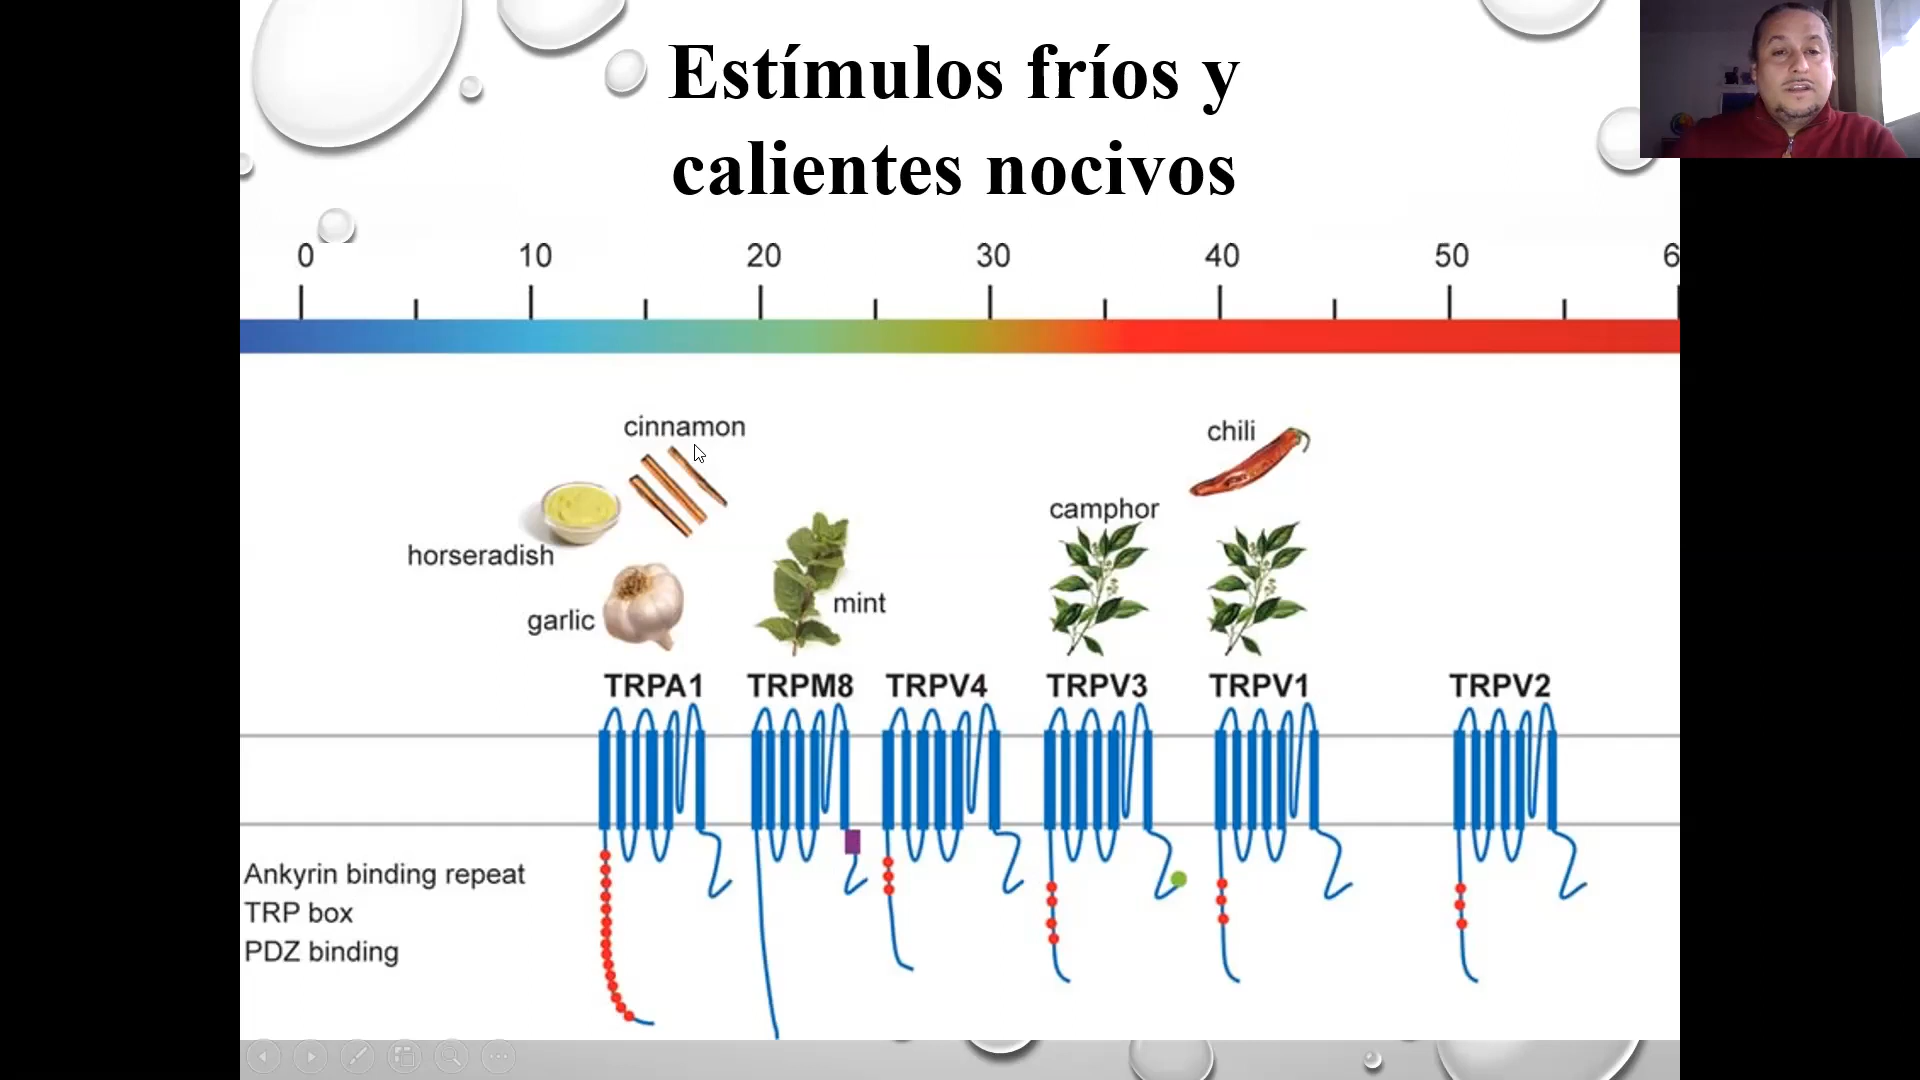 Estímulos fríos y
calientes nocivos
0 10 20 30 40 50 6
cinnamon
chili
camphor
horseradish
mint
garlic
TRPA1 TRPM8 TRPV4 TRPV3 TRPV1 TRPV2
Ankyrin binding repeat
TRP box
PDZ binding